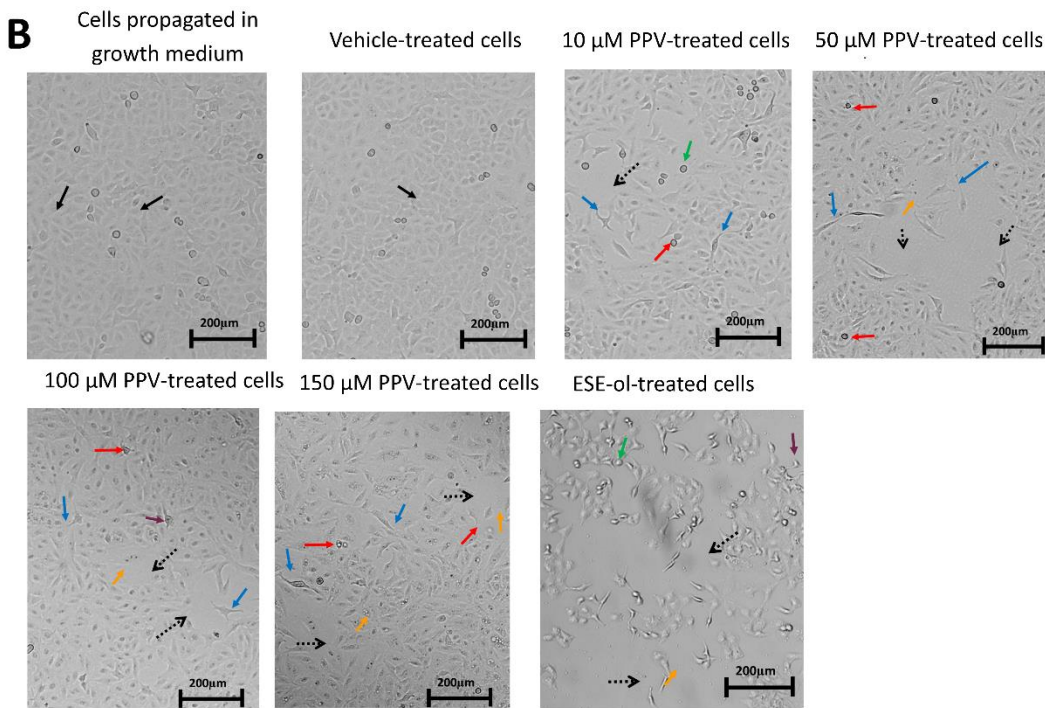 B
Cells propagated in
growth medium
Vehicle-treated cells
10 µM PPV-treated cells
50 µM PPV-treated cells
200µm
200µm
200µm
200µm
100 µM PPV-treated cells
150 µM PPV-treated cells
ESE-ol-treated cells
200µm
200µm
200µm